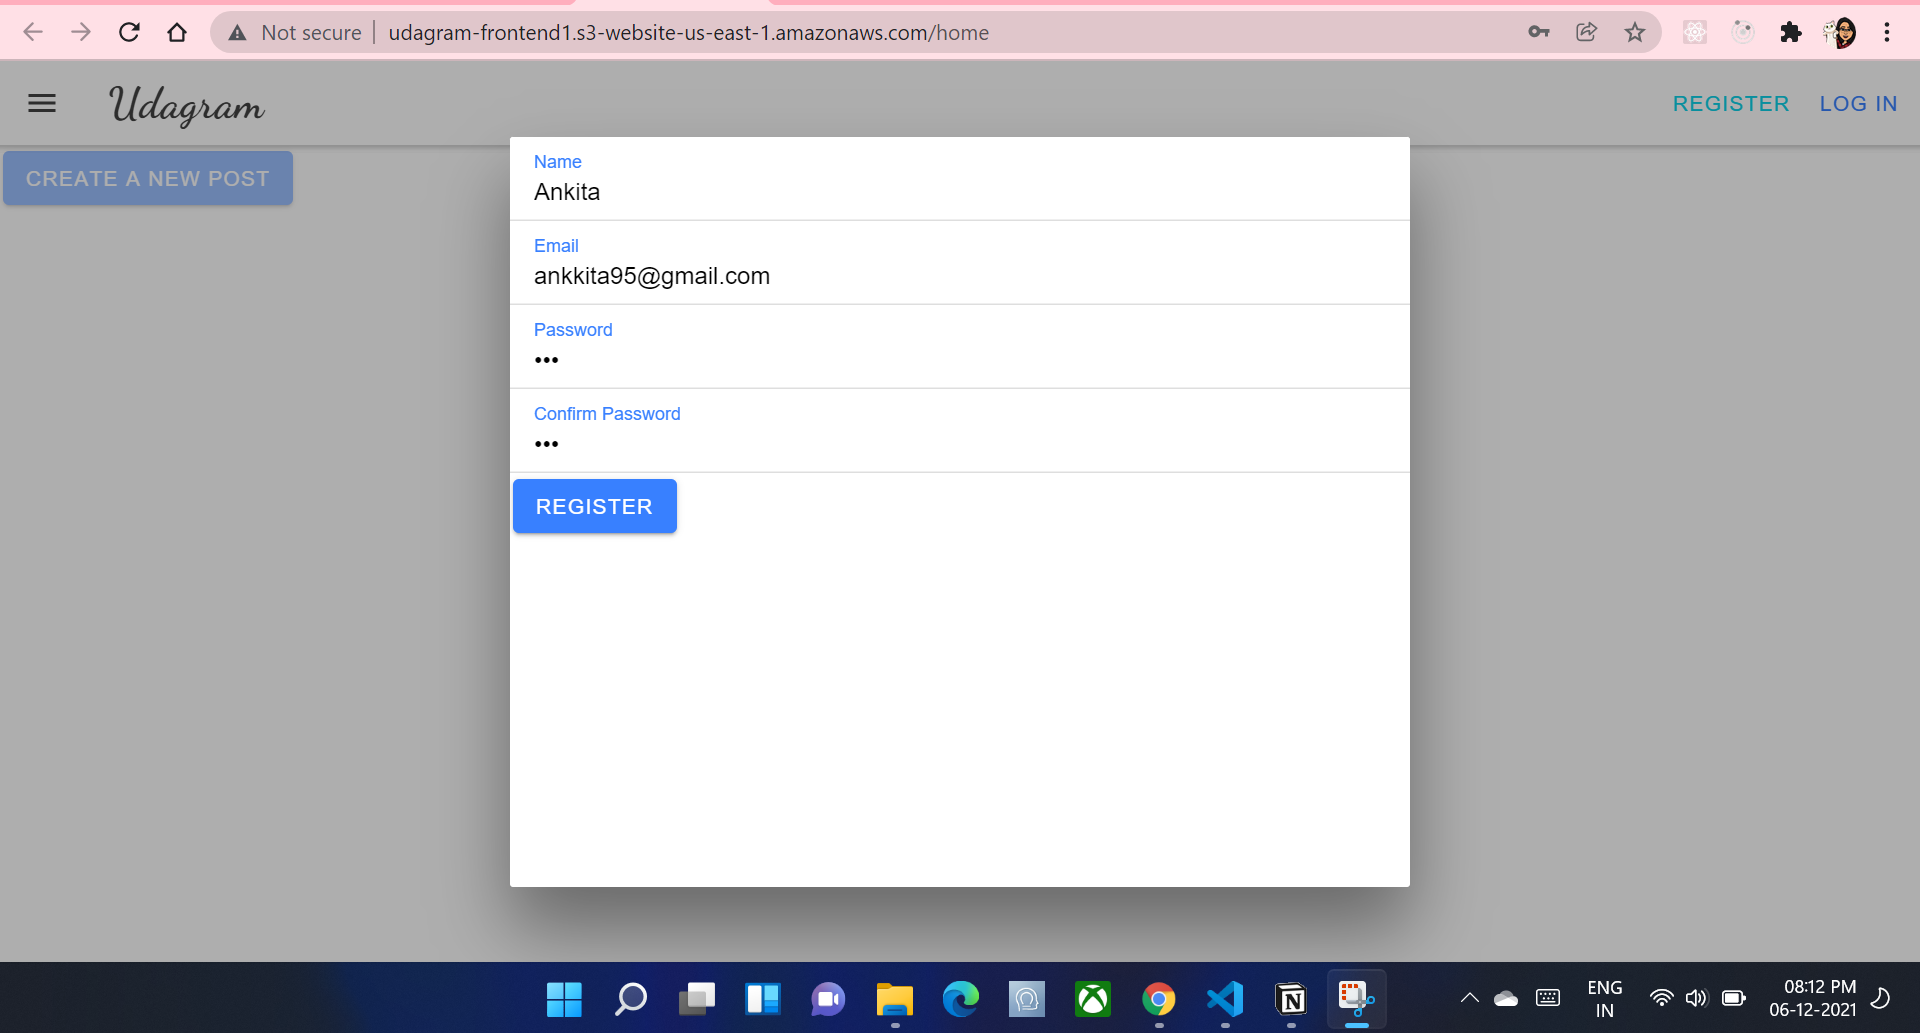 Not secure | udagram-frontend1.s3-website-us-east-1.amazonaws.com/home
Udagram
REGISTER LOG IN
CREATE A NEW POST
Name
Ankita
Email
ankkita95@gmail.com
Password
•••
Confirm Password
•••
REGISTER
ENG
IN
08:12 PM
06-12-2021